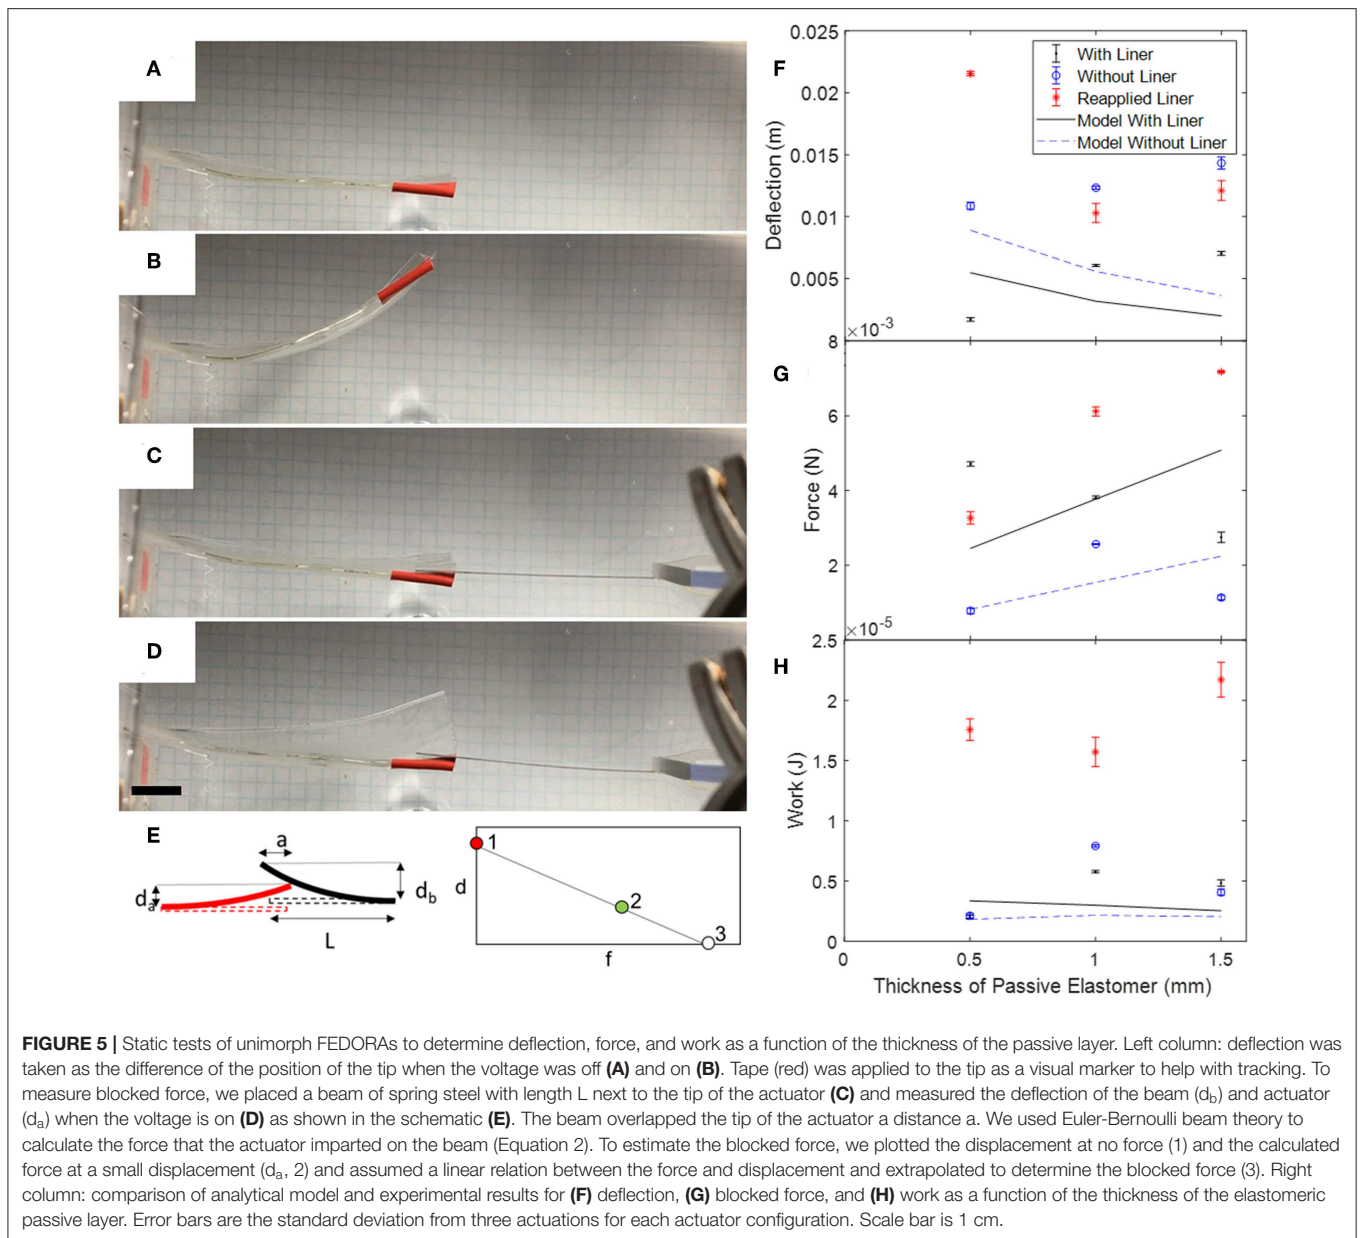 A
B
C
D
E
a
d_a
d_b
L
1
2
3
d
f
F
0.025
0.02
0.015
0.01
0.005
Deflection (m)
With Liner
Without Liner
Reapplied Liner
Model With Liner
Model Without Liner
×10-3
G
8
6
4
2
Force (N)
×10-5
H
2.5
2
1.5
1
0.5
0
Work (J)
0 0.5 1 1.5
Thickness of Passive Elastomer (mm)
FIGURE 5 | Static tests of unimorph FEDORAs to determine deflection, force, and work as a function of the thickness of the passive layer. Left column: deflection was
taken as the difference of the position of the tip when the voltage was off (A) and on (B). Tape (red) was applied to the tip as a visual marker to help with tracking. To
measure blocked force, we placed a beam of spring steel with length L next to the tip of the actuator (C) and measured the deflection of the beam (d_b) and actuator
(d_a) when the voltage is on (D) as shown in the schematic (E). The beam overlapped the tip of the actuator a distance a. We used Euler-Bernoulli beam theory to
calculate the force that the actuator imparted on the beam (Equation 2). To estimate the blocked force, we plotted the displacement at no force (1) and the calculated
force at a small displacement (d_a, 2) and assumed a linear relation between the force and displacement and extrapolated to determine the blocked force (3). Right
column: comparison of analytical model and experimental results for (F) deflection, (G) blocked force, and (H) work as a function of the thickness of the elastomeric
passive layer. Error bars are the standard deviation from three actuations for each actuator configuration. Scale bar is 1 cm.